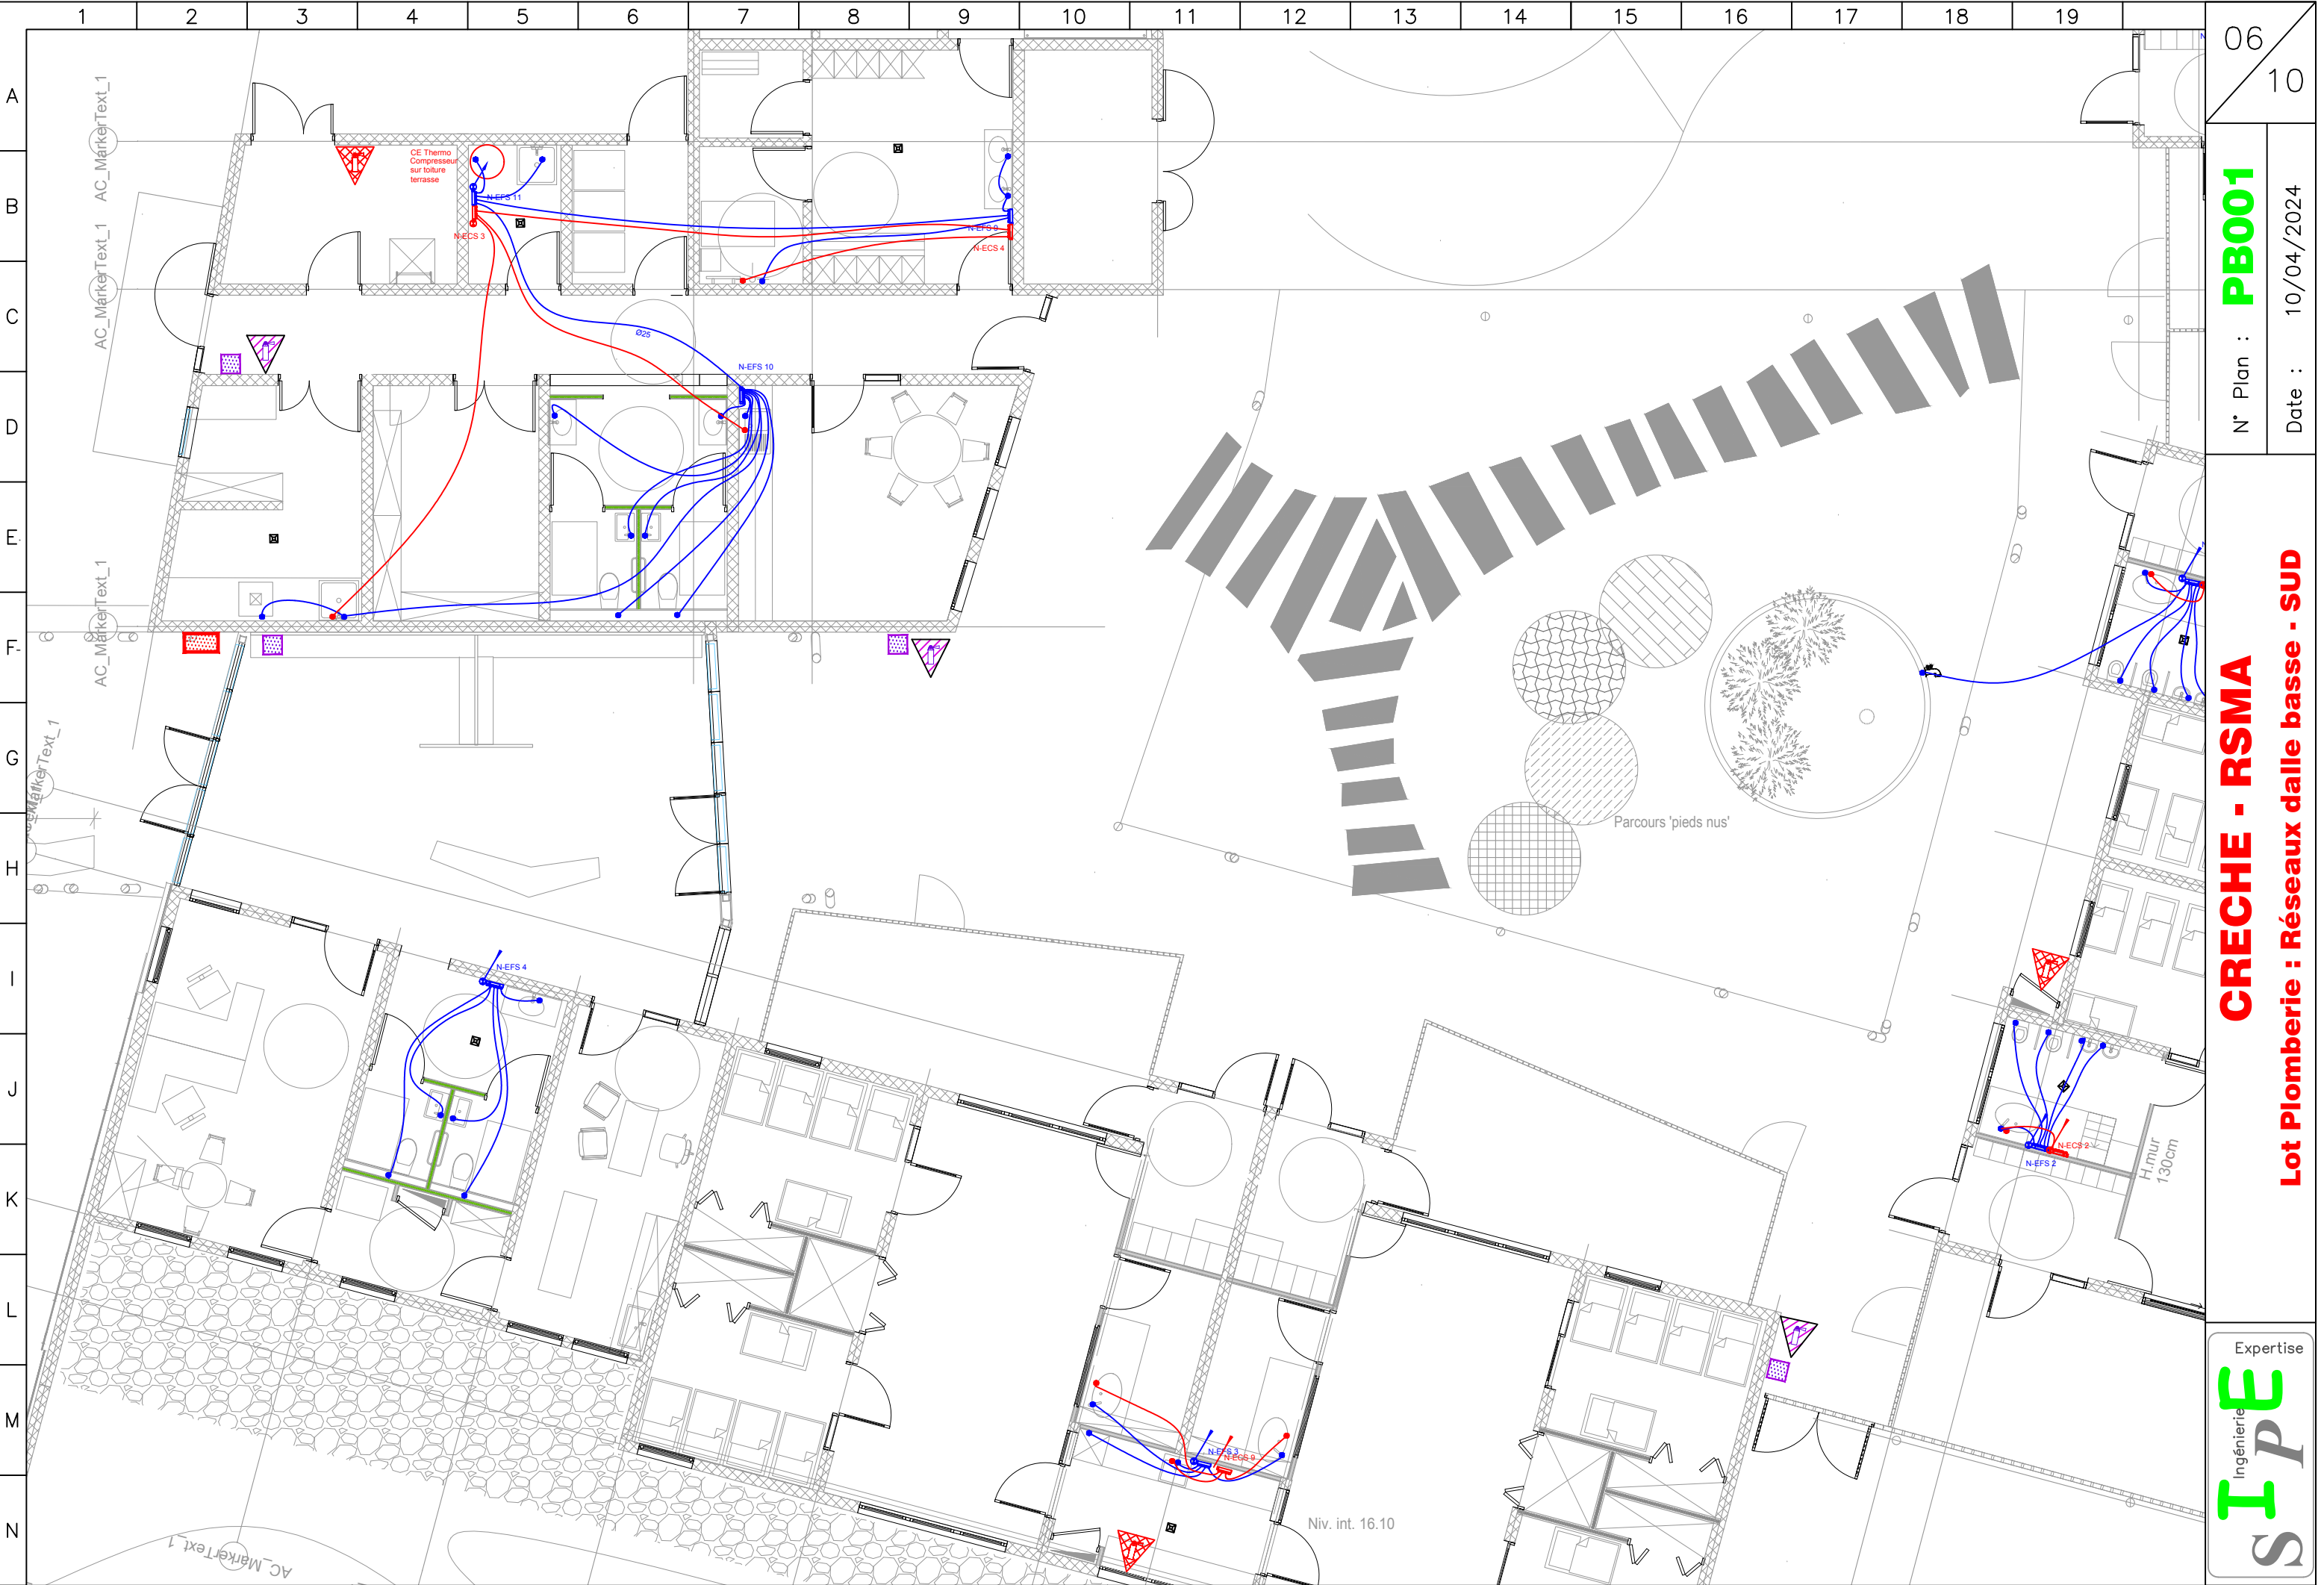 1 2 3 4 5 6 7 8 9 10 11 12 13 14 15 16 17 18 19
A
B
C
D
E
F
G
H
I
J
K
L
M
N
AC_MarkerText_1
AC_MarkerText_1
AC_MarkerText_1
AC_MarkerText_1
AC_MarkerText_1
CE Thermo
Compresseur
sur toiture
terrasse
N-EFS 11
N-ECS 3
N-EFS 9
N-ECS 4
Ø25
N-EFS 10
Parcours 'pieds nus'
N-EFS 4
N-ECS 2
N-EFS 2
H.mur
130cm
N-EFS 3
Niv. int. 16.10
06
10
N° Plan : PB001
Date : 10/04/2024
CRECHE - RSMA
Lot Plomberie : Réseaux dalle basse - SUD
Expertise
Ingénierie
SIPE